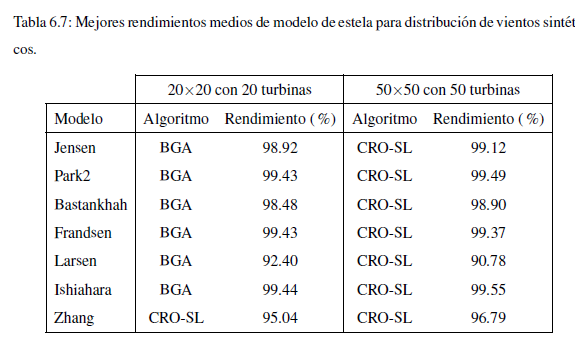 Tabla 6.7: Mejores rendimientos medios de modelo de estela para distribución de vientos sintét
cos.
20×20 con 20 turbinas 50×50 con 50 turbinas
Modelo Algoritmo Rendimiento (%) Algoritmo Rendimiento (%)
Jensen BGA 98.92 CRO-SL 99.12
Park2 BGA 99.43 CRO-SL 99.49
Bastankhah BGA 98.48 CRO-SL 98.90
Frandsen BGA 99.43 CRO-SL 99.37
Larsen BGA 92.40 CRO-SL 90.78
Ishiahara BGA 99.44 CRO-SL 99.55
Zhang CRO-SL 95.04 CRO-SL 96.79